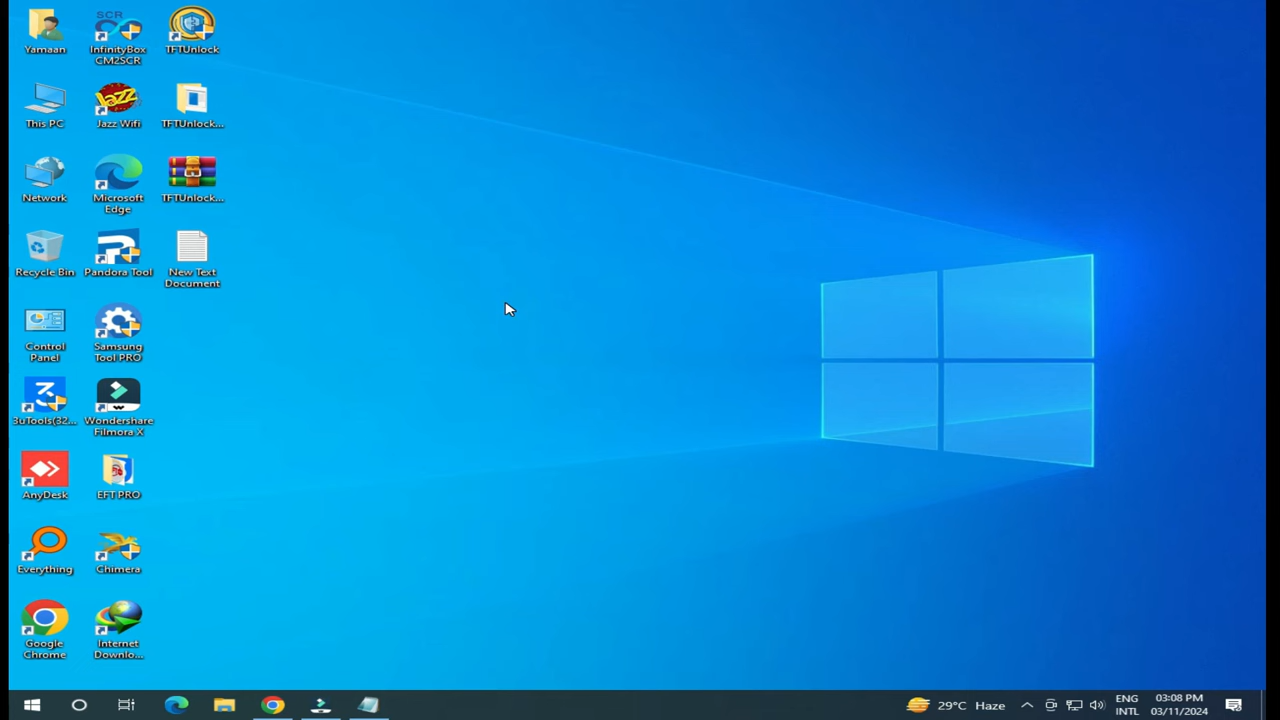 Yamaan
SCR
InfinityBox
CM2SCR
TFTUnlock
This PC
Jazz
Jazz Wifi
TFTUnlock...
Network
Microsoft
Edge
TFTUnlock...
Recycle Bin
Pandora Tool
New Text
Document
Control
Panel
Samsung
Tool PRO
3uTools(32...
Wondershare
Filmora X
AnyDesk
EFT PRO
Everything
Chimera
Google
Chrome
Internet
Downlo...
29°C Haze
ENG
INTL
03:08 PM
03/11/2024